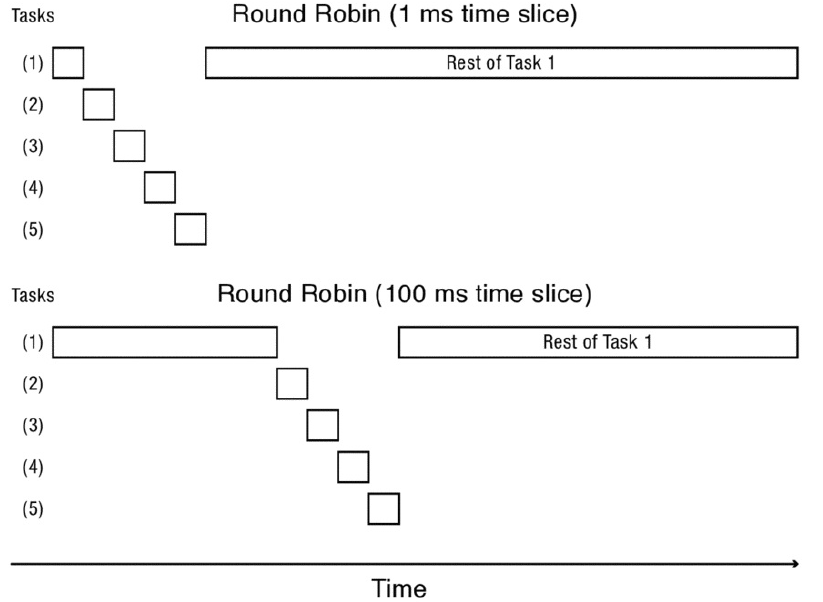 Tasks Round Robin (1 ms time slice)
(1) Rest of Task 1
(2)
(3)
(4)
(5)
Tasks Round Robin (100 ms time slice)
(1) Rest of Task 1
(2)
(3)
(4)
(5)
Time